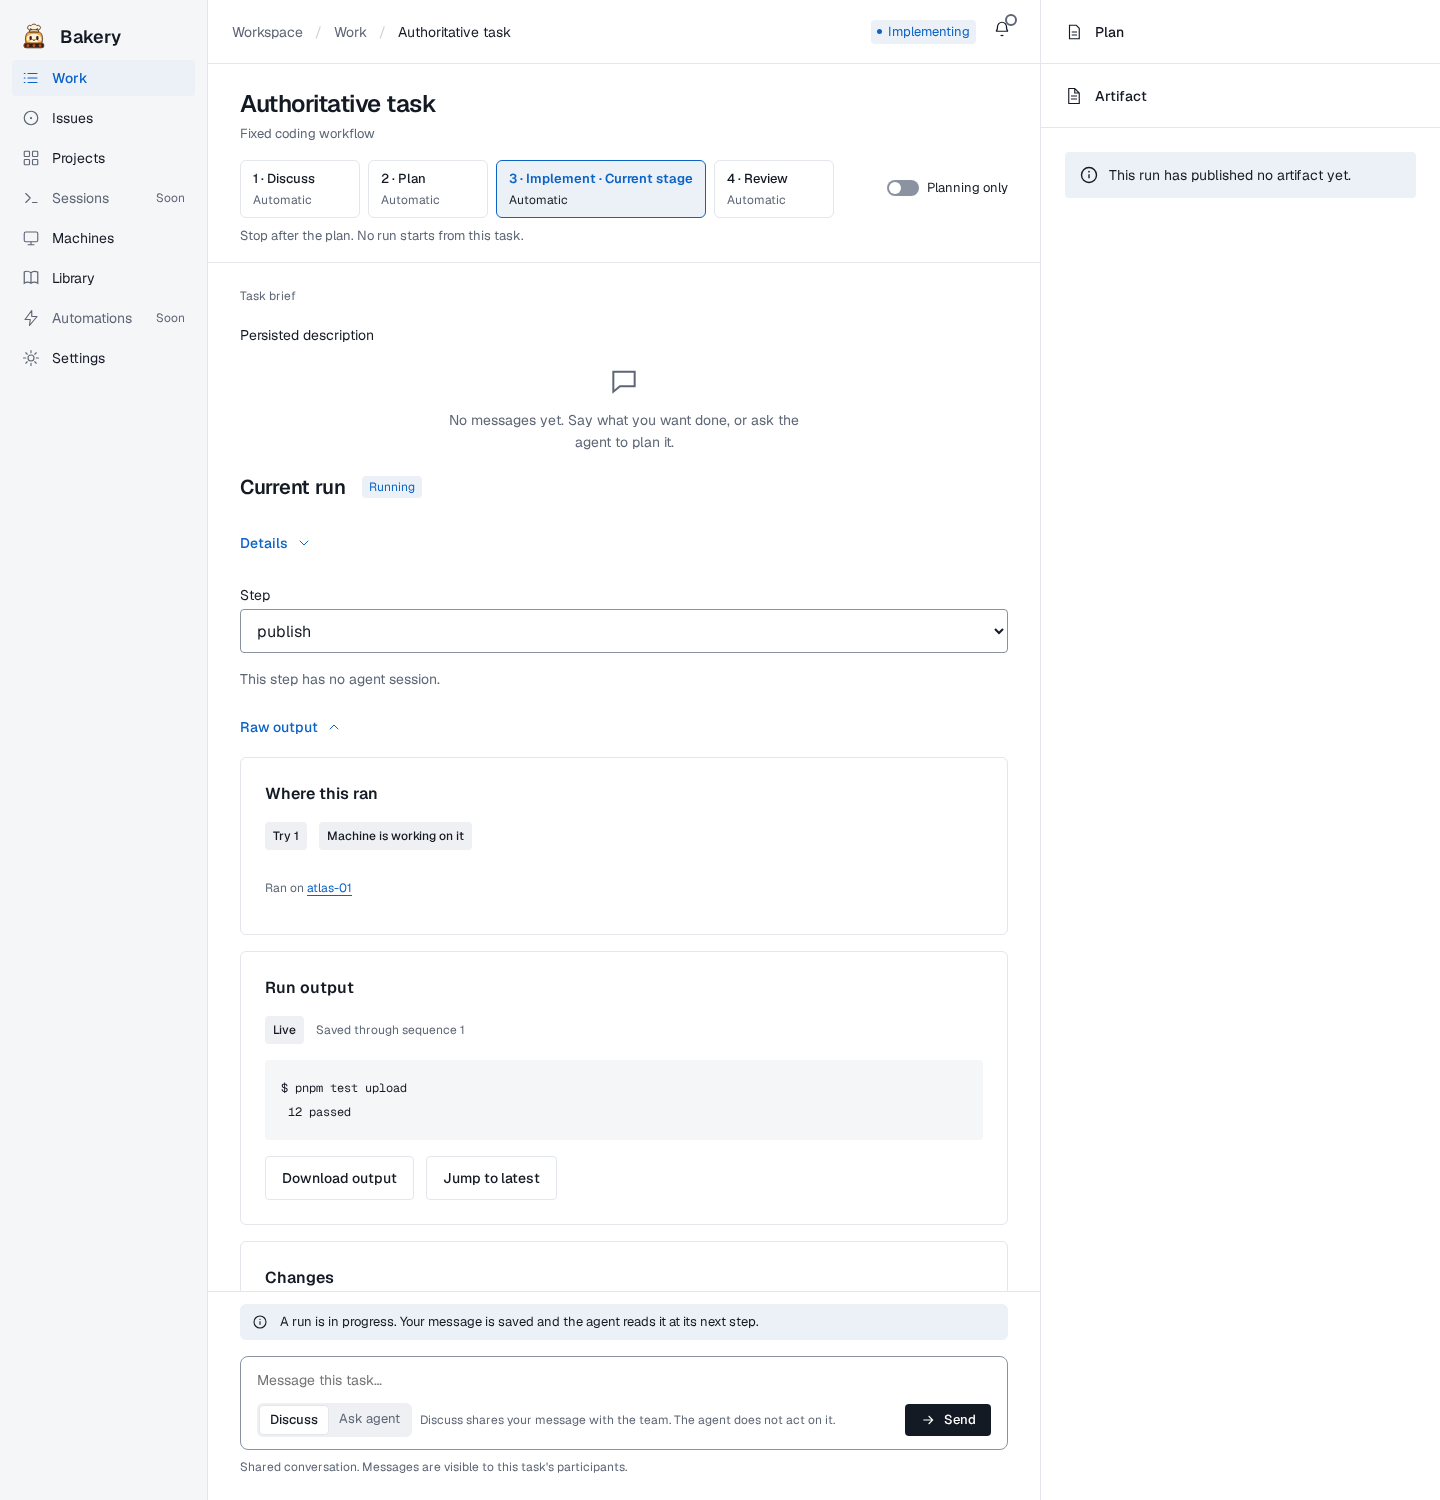 Bakery
Work
Issues
Projects
Sessions Soon
Machines
Library
Automations Soon
Settings
Workspace / Work / Authoritative task
Implementing
Authoritative task
Fixed coding workflow
1 · Discuss
Automatic
2 · Plan
Automatic
3 · Implement · Current stage
Automatic
4 · Review
Automatic
Planning only
Stop after the plan. No run starts from this task.
Task brief
Persisted description
No messages yet. Say what you want done, or ask the
agent to plan it.
Current run Running
Details
Step
publish
This step has no agent session.
Raw output
Where this ran
Try 1 Machine is working on it
Ran on atlas-01
Run output
Live Saved through sequence 1
$ pnpm test upload
12 passed
Download output Jump to latest
Changes
A run is in progress. Your message is saved and the agent reads it at its next step.
Message this task...
Discuss Ask agent Discuss shares your message with the team. The agent does not act on it. Send
Shared conversation. Messages are visible to this task's participants.
Plan
Artifact
This run has published no artifact yet.